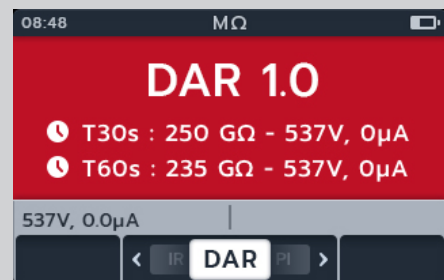 08:48 MΩ
DAR 1.0
T30s : 250 GΩ - 537V, 0µA
T60s : 235 GΩ - 537V, 0µA
537V, 0.0µA
< IR DAR PI >